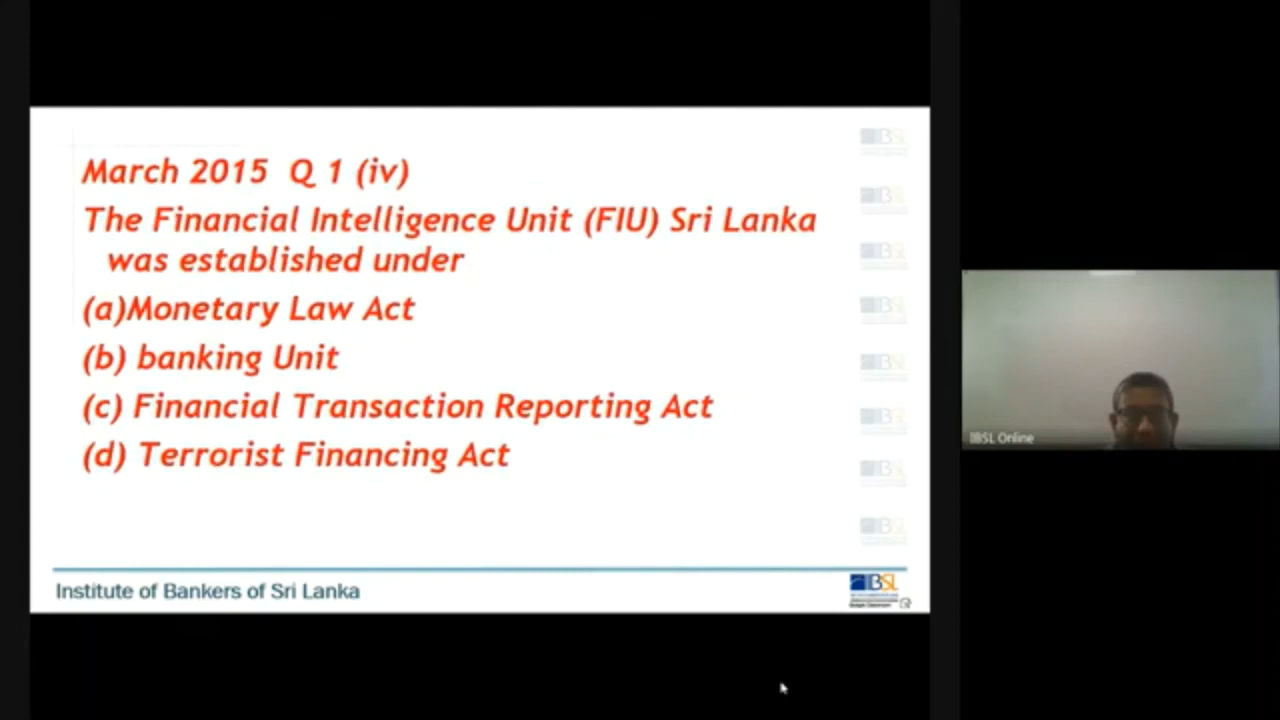 March 2015 Q 1 (iv)
The Financial Intelligence Unit (FIU) Sri Lanka
was established under
(a)Monetary Law Act
(b) banking Unit
(c) Financial Transaction Reporting Act
(d) Terrorist Financing Act
Institute of Bankers of Sri Lanka
IBSL
IBSL Online